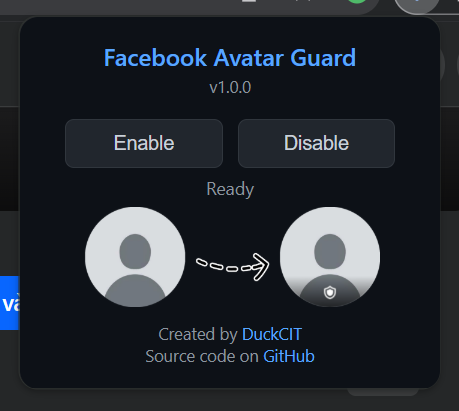 Facebook Avatar Guard
v1.0.0
Enable Disable
Ready
Created by DuckCIT
Source code on GitHub